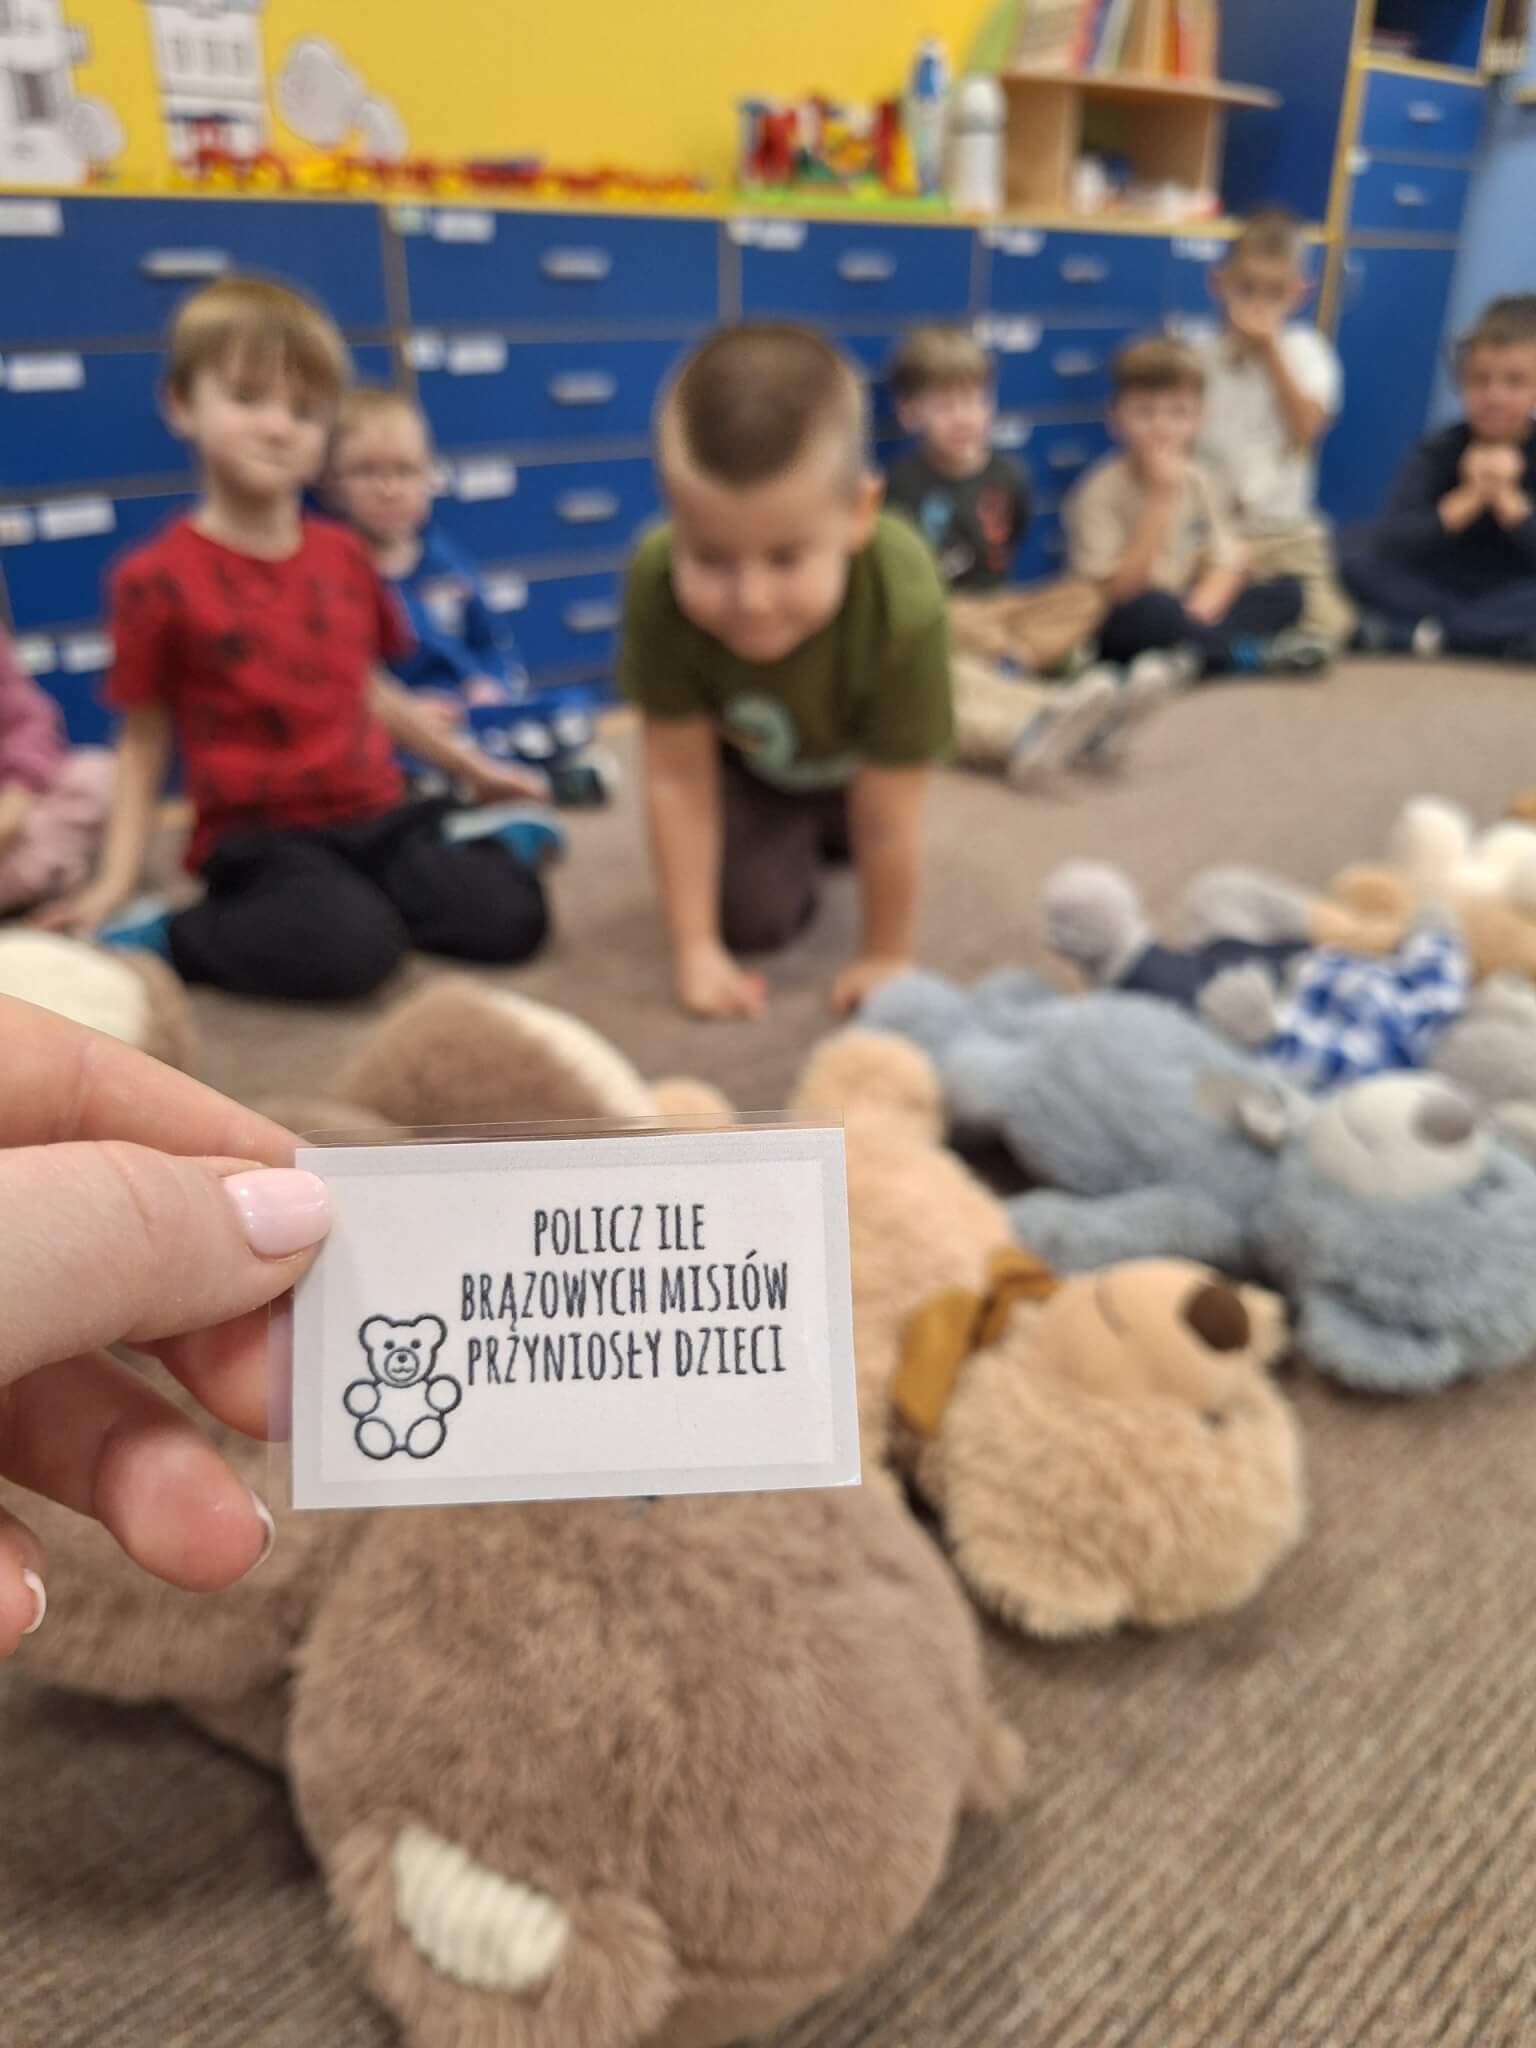 POLICZ ILE
BRĄZOWYCH MISIÓW
PRZYNIOSŁY DZIECI